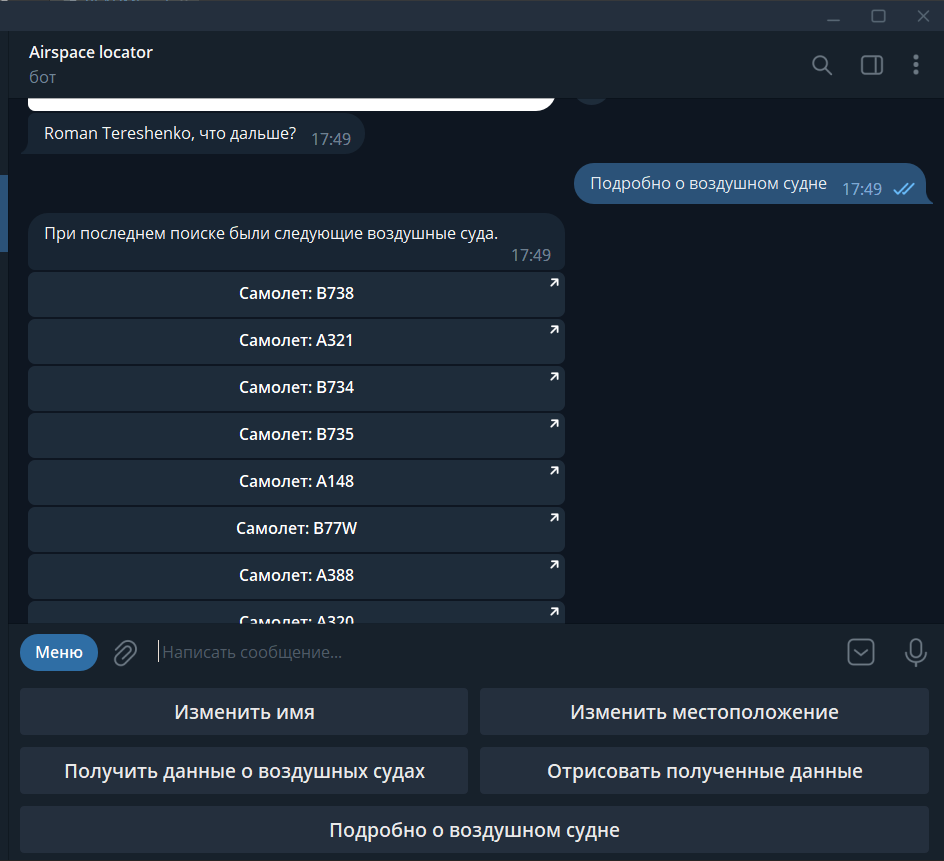 Airspace locator
бот
Roman Tereshenko, что дальше? 17:49
Подробно о воздушном судне 17:49
При последнем поиске были следующие воздушные суда.
17:49
Самолет: B738
Самолет: A321
Самолет: B734
Самолет: B735
Самолет: A148
Самолет: B77W
Самолет: A388
Самолет: A320
Меню Написать сообщение...
Изменить имя Изменить местоположение
Получить данные о воздушных судах Отрисовать полученные данные
Подробно о воздушном судне